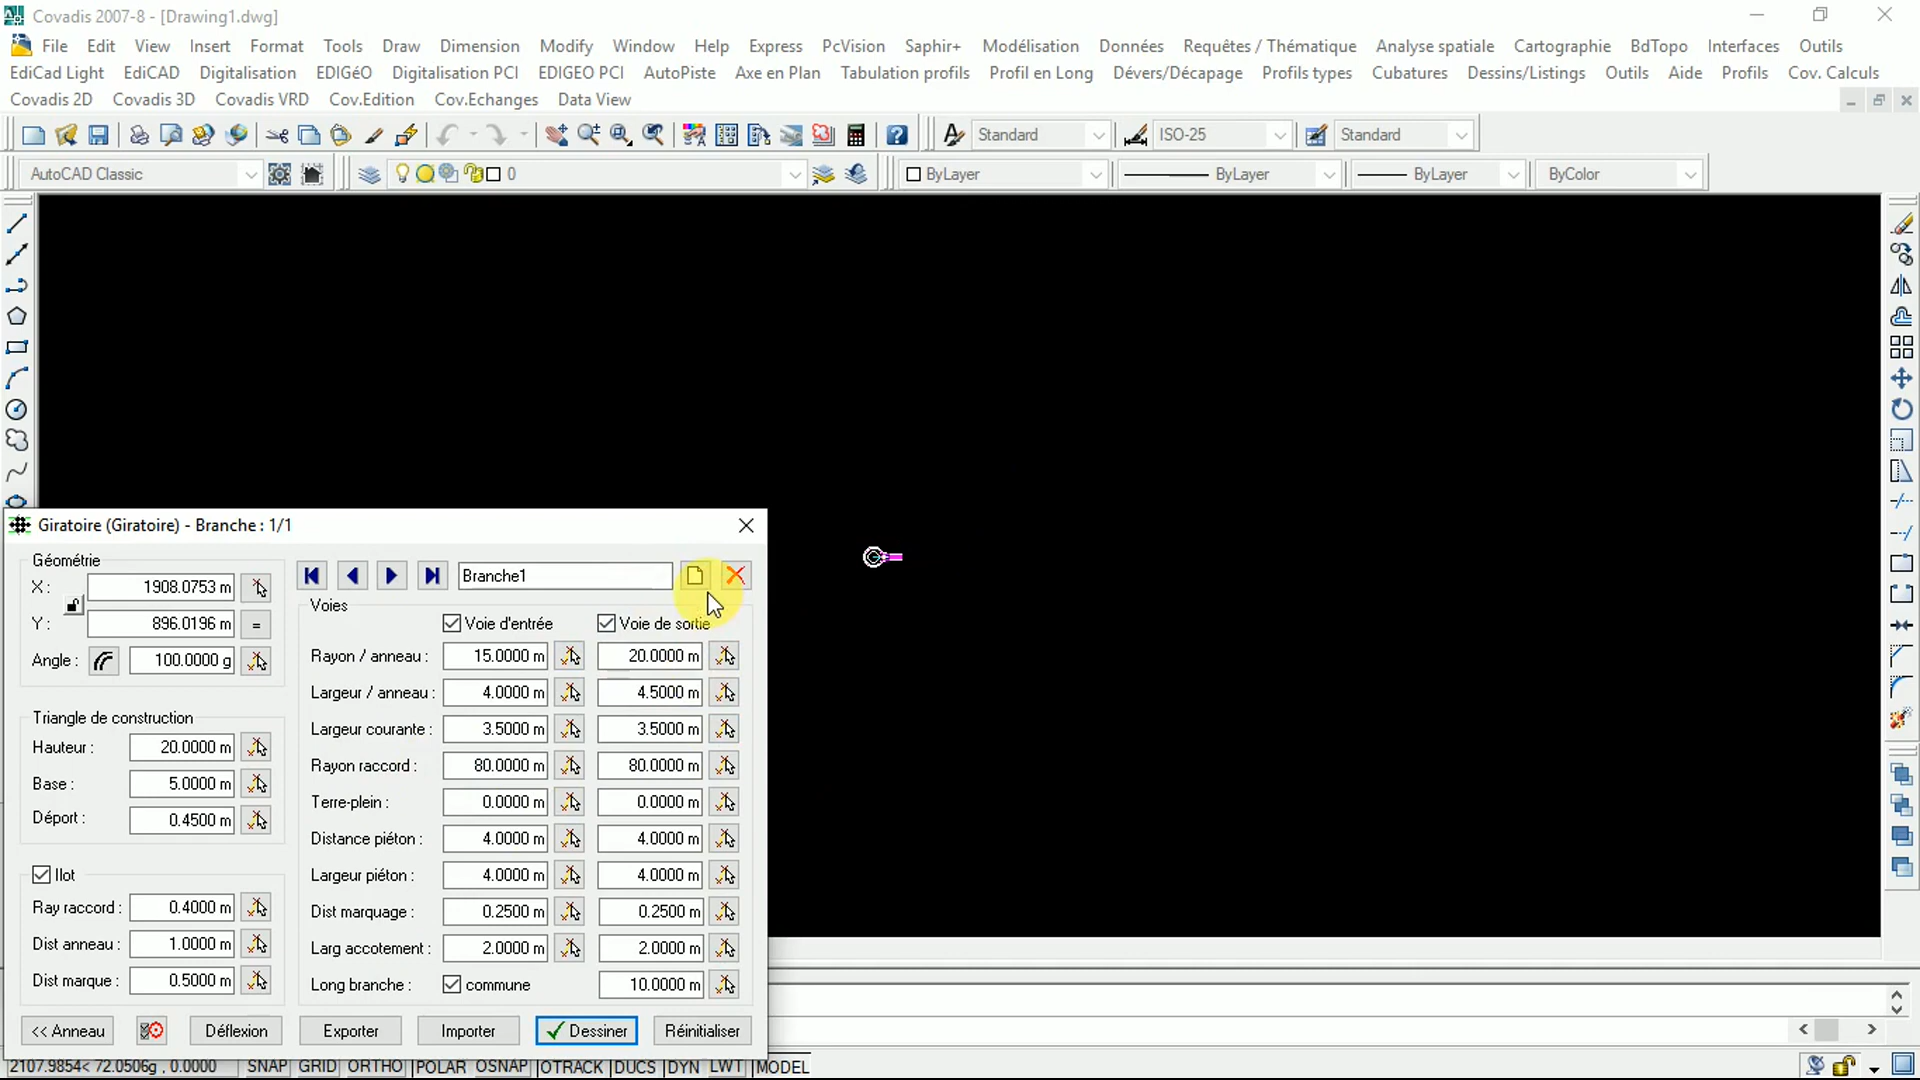 Covadis 2007-8 - [Drawing1.dwg]
File Edit View Insert Format Tools Draw Dimension Modify Window Help Express PcVision Saphir+ Modélisation Données Requêtes / Thématique Analyse spatiale Cartographie BdTopo Interfaces Outils
EdiCad Light EdiCAD Digitalisation EDIGéO Digitalisation PCI EDIGEO PCI AutoPiste Axe en Plan Tabulation profils Profil en Long Dévers/Décapage Profils types Cubatures Dessins/Listings Outils Aide Profils Cov. Calculs
Covadis 2D Covadis 3D Covadis VRD Cov.Edition Cov.Echanges Data View
Standard ISO-25 Standard
AutoCAD Classic 0 ByLayer ByLayer ByLayer ByColor
Giratoire (Giratoire) - Branche : 1/1
Géométrie
X : 1908.0753 m
Y : 896.0196 m =
Angle : 100.0000 g
Triangle de construction
Hauteur : 20.0000 m
Base : 5.0000 m
Déport : 0.4500 m
Ilot
Ray raccord : 0.4000 m
Dist anneau : 1.0000 m
Dist marque : 0.5000 m
Branche1
Voies
Voie d'entrée Voie de sortie
Rayon / anneau : 15.0000 m 20.0000 m
Largeur / anneau : 4.0000 m 4.5000 m
Largeur courante : 3.5000 m 3.5000 m
Rayon raccord : 80.0000 m 80.0000 m
Terre-plein : 0.0000 m 0.0000 m
Distance piéton : 4.0000 m 4.0000 m
Largeur piéton : 4.0000 m 4.0000 m
Dist marquage : 0.2500 m 0.2500 m
Larg accotement : 2.0000 m 2.0000 m
Long branche : commune 10.0000 m
<< Anneau Déflexion Exporter Importer Dessiner Réinitialiser
2107.9854< 72.0506g , 0.0000 SNAP GRID ORTHO POLAR OSNAP OTRACK DUCS DYN LWT MODEL